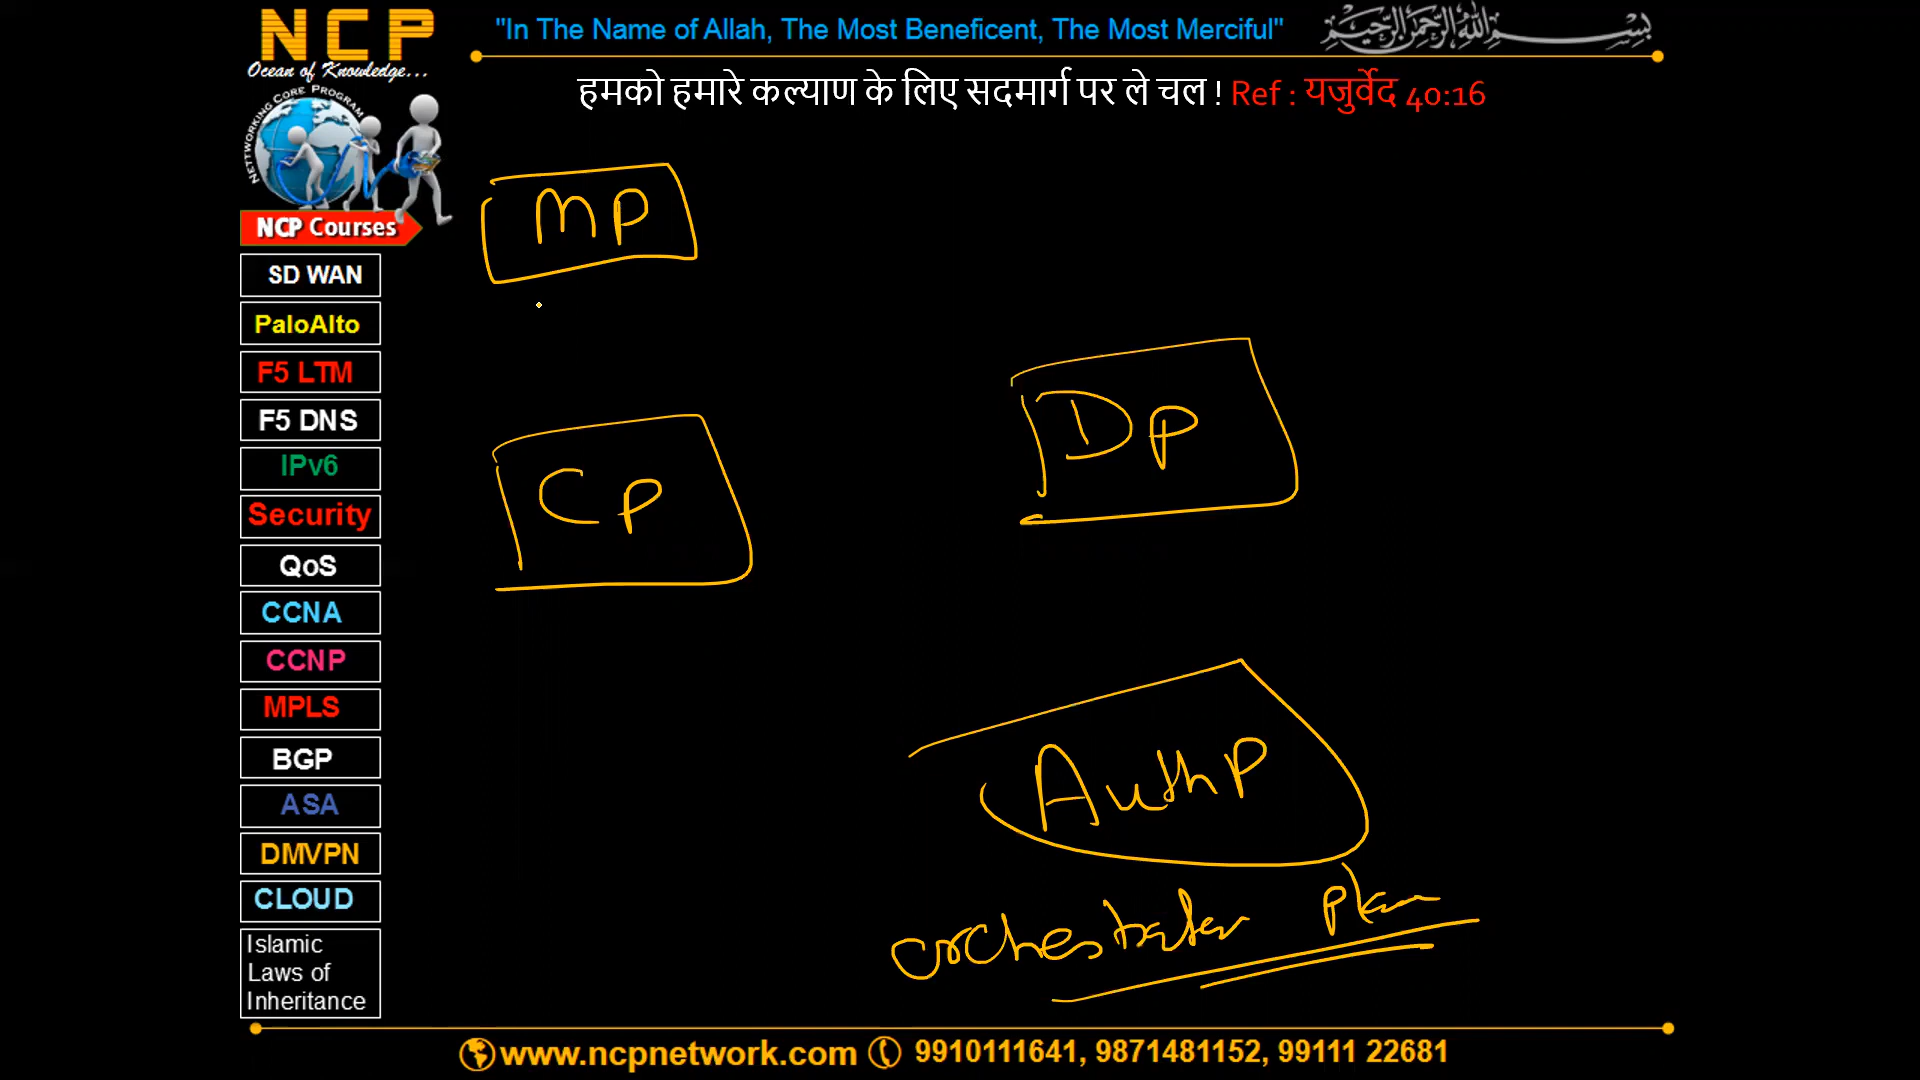 NCP
Ocean of Knowledge...
NETTWORKING CORE PROGRAM
"In The Name of Allah, The Most Beneficent, The Most Merciful"
بسم الله الرحمن الرحيم
हमको हमारे कल्याण के लिए सदमार्ग पर ले चल ! Ref : यजुर्वेद 40:16
NCP Courses
SD WAN
PaloAlto
F5 LTM
F5 DNS
IPv6
Security
QoS
CCNA
CCNP
MPLS
BGP
ASA
DMVPN
CLOUD
Islamic
Laws of
Inheritance
MP
DP
CP
AuthP
orchestrater plan
www.ncpnetwork.com 9910111641, 9871481152, 99111 22681